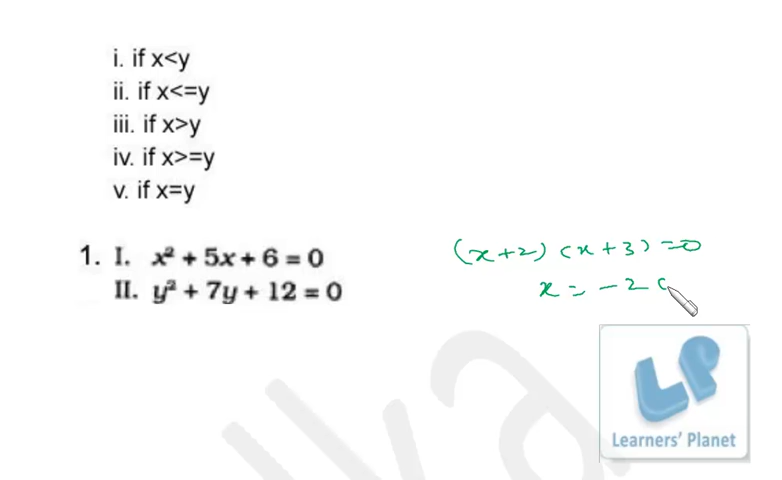 i. if x<y
ii. if x<=y
iii. if x>y
iv. if x>=y
v. if x=y
1. I. x² + 5x + 6 = 0
(x+2) (x+3) = 0
II. y² + 7y + 12 = 0
x = -2
LP
Learners' Planet